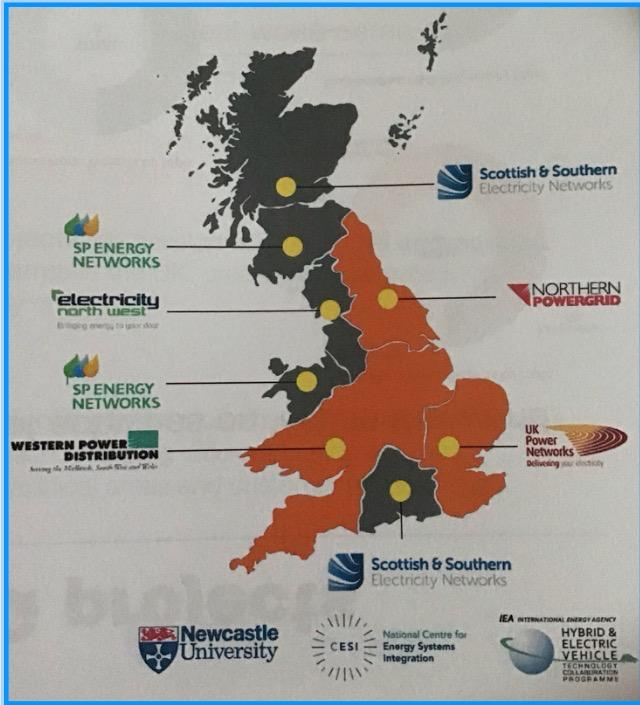 Scottish & Southern
Electricity Networks
SP ENERGY
NETWORKS
electricity
north west
Bringing energy to your door
NORTHERN
POWERGRID
SP ENERGY
NETWORKS
WESTERN POWER
DISTRIBUTION
Serving the Midlands, South West and Wales
UK
Power
Networks
Delivering your electricity
Scottish & Southern
Electricity Networks
Newcastle
University
CESI
National Centre for
Energy Systems
Integration
IEA INTERNATIONAL ENERGY AGENCY
HYBRID &
ELECTRIC
VEHICLE
TECHNOLOGY
COLLABORATION
PROGRAMME